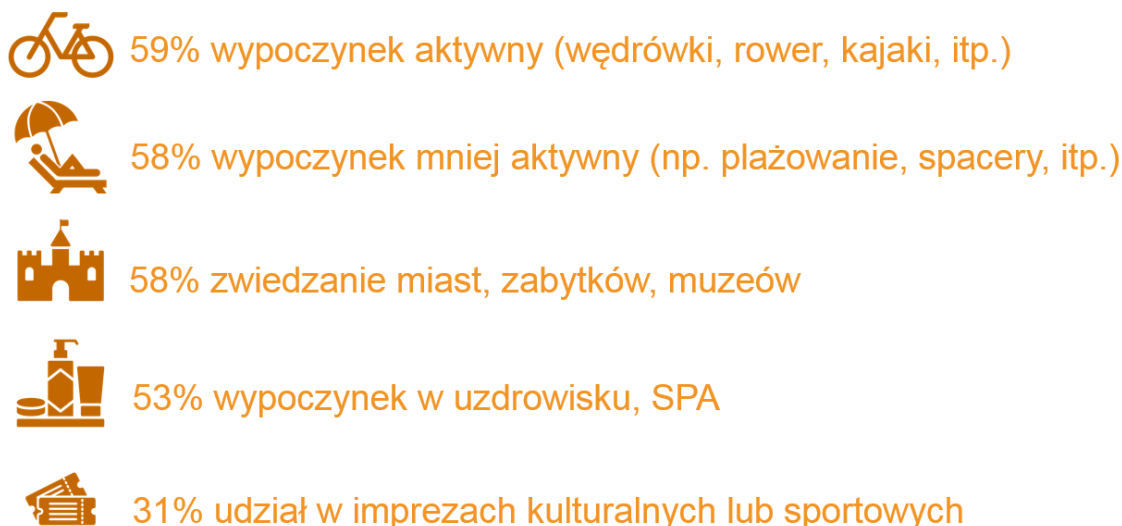 59% wypoczynek aktywny (wędrówki, rower, kajaki, itp.)
58% wypoczynek mniej aktywny (np. plażowanie, spacery, itp.)
58% zwiedzanie miast, zabytków, muzeów
53% wypoczynek w uzdrowisku, SPA
31% udział w imprezach kulturalnych lub sportowych